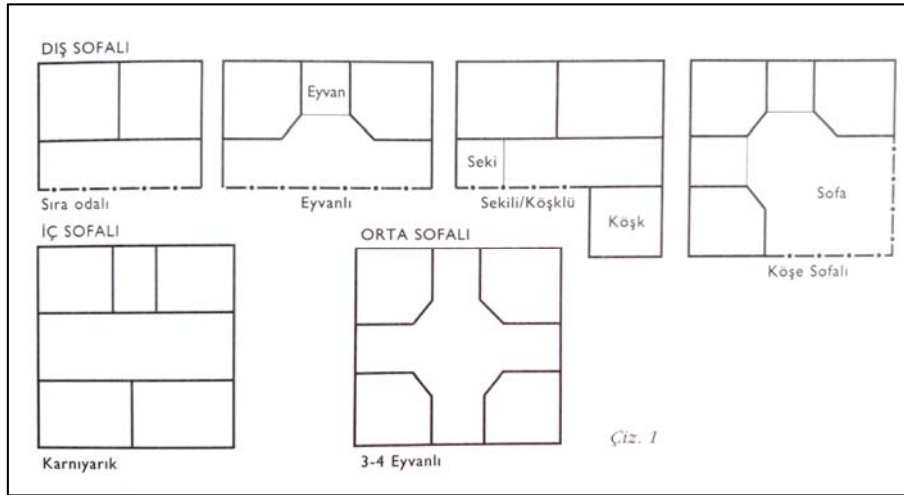 DIŞ SOFALI
Eyvan
Seki
Sofa
Köşk
Sıra odalı
Eyvanlı
Sekili/Köşklü
Köşe Sofalı
İÇ SOFALI
ORTA SOFALI
Karnıyarık
3-4 Eyvanlı
Çiz. 1